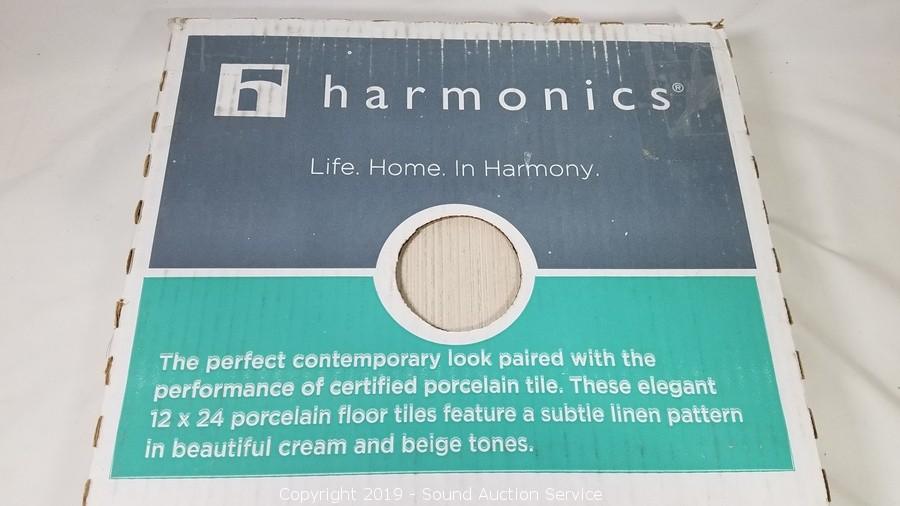 h harmonics®
Life. Home. In Harmony.
The perfect contemporary look paired with the
performance of certified porcelain tile. These elegant
12 x 24 porcelain floor tiles feature a subtle linen pattern
in beautiful cream and beige tones.
Copyright 2019 - Sound Auction Service